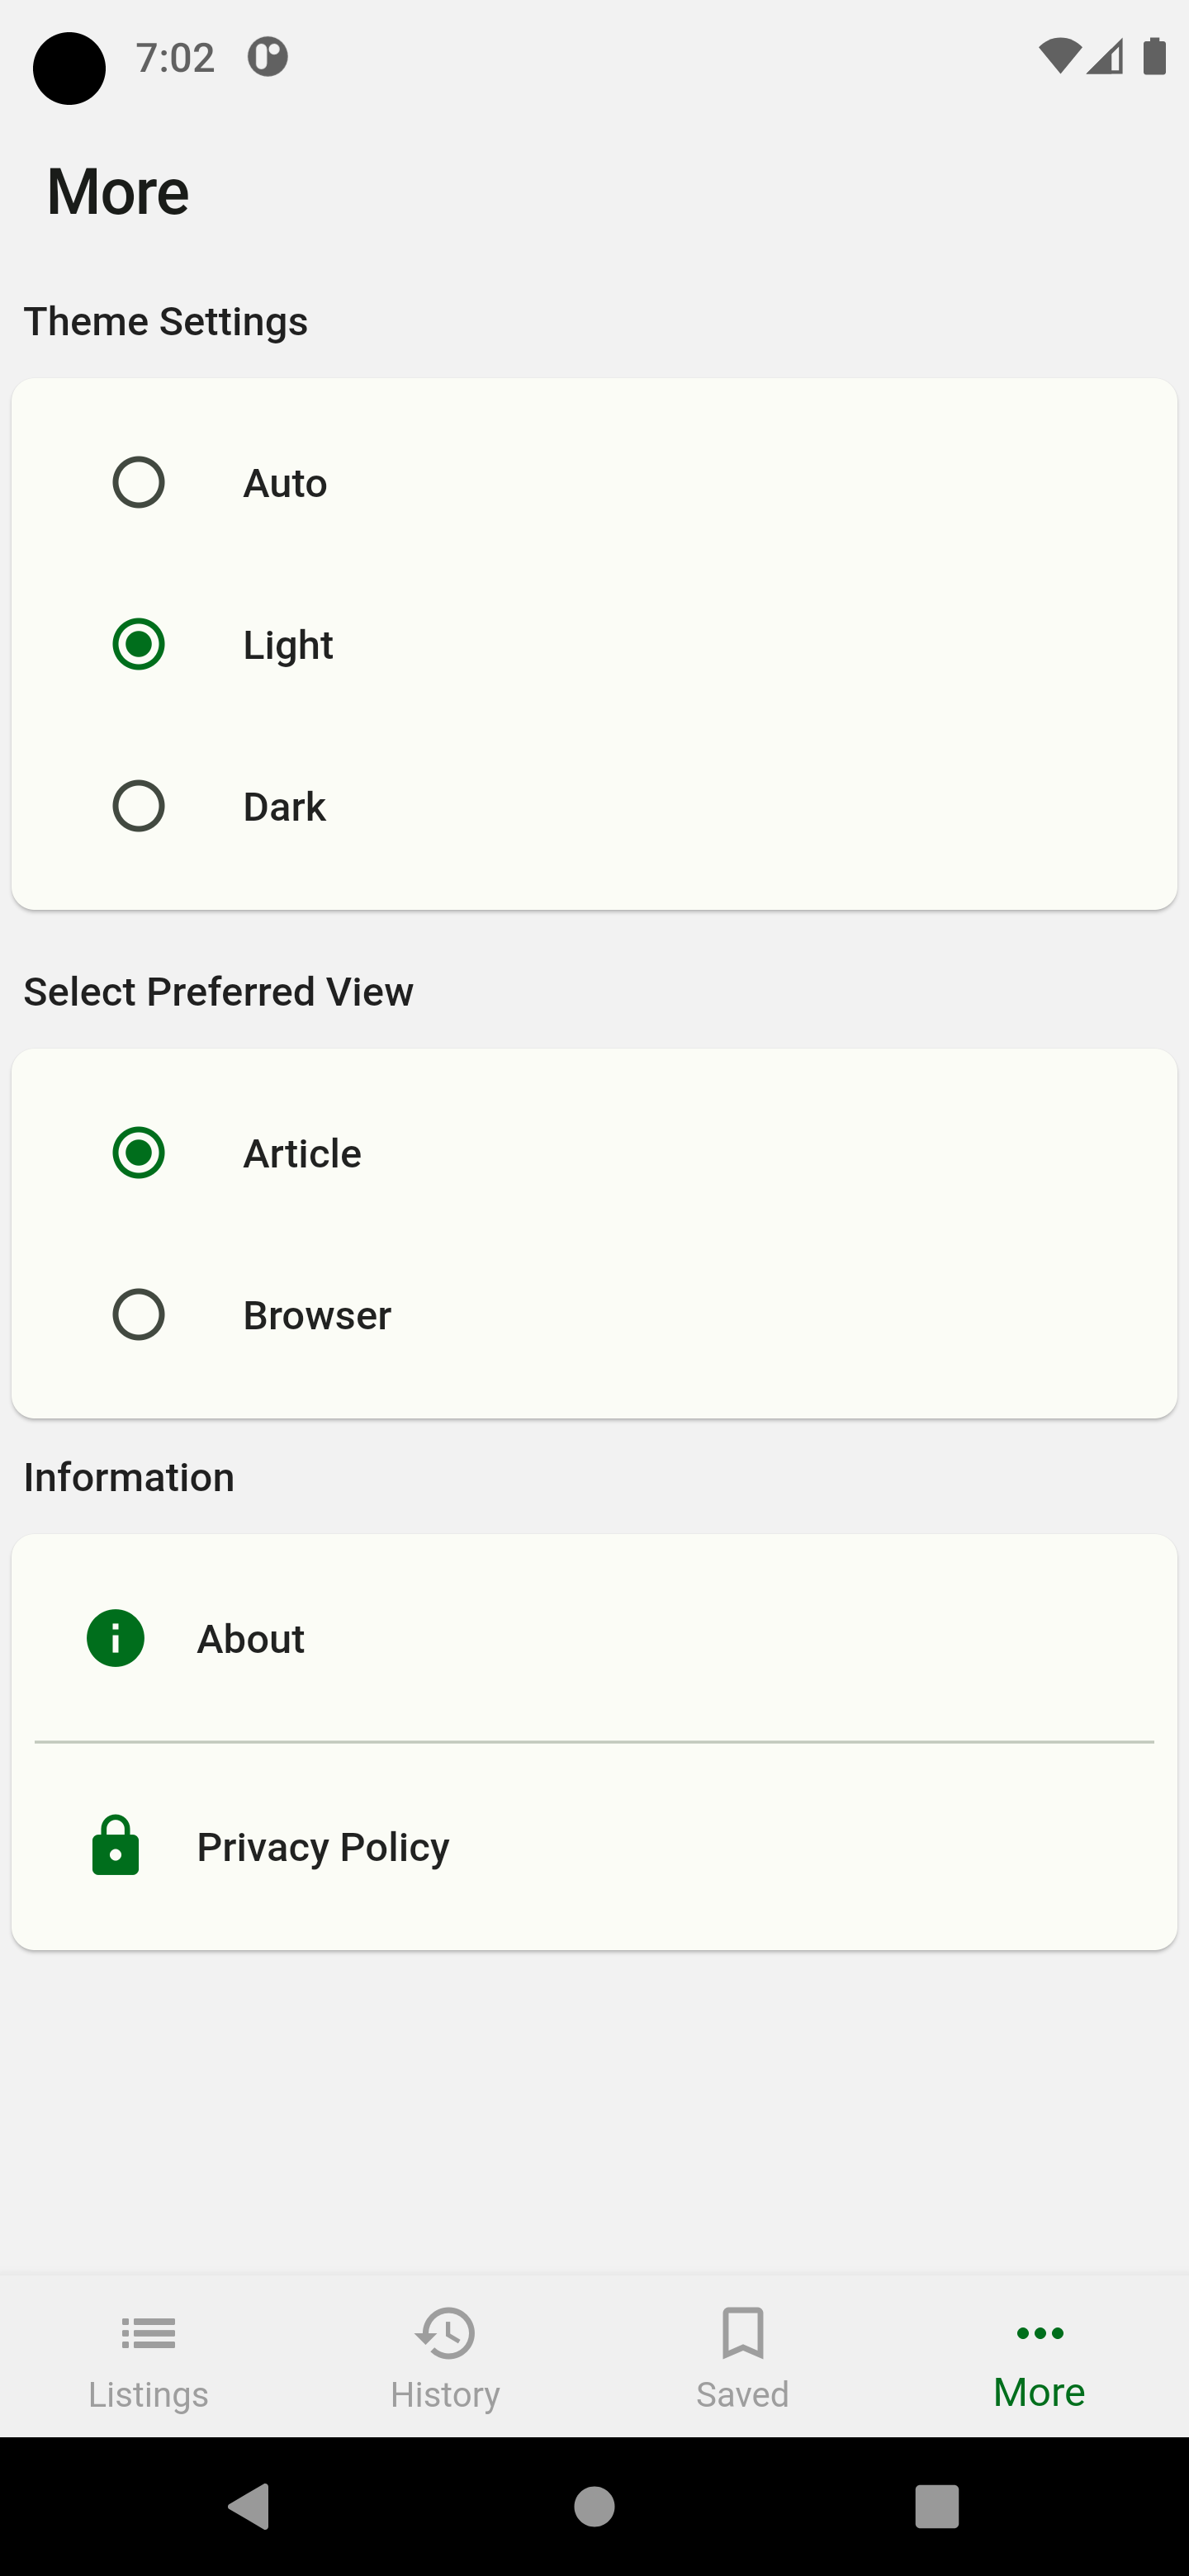 7:02
More
Theme Settings
Auto
Light
Dark
Select Preferred View
Article
Browser
Information
About
Privacy Policy
Listings
History
Saved
More